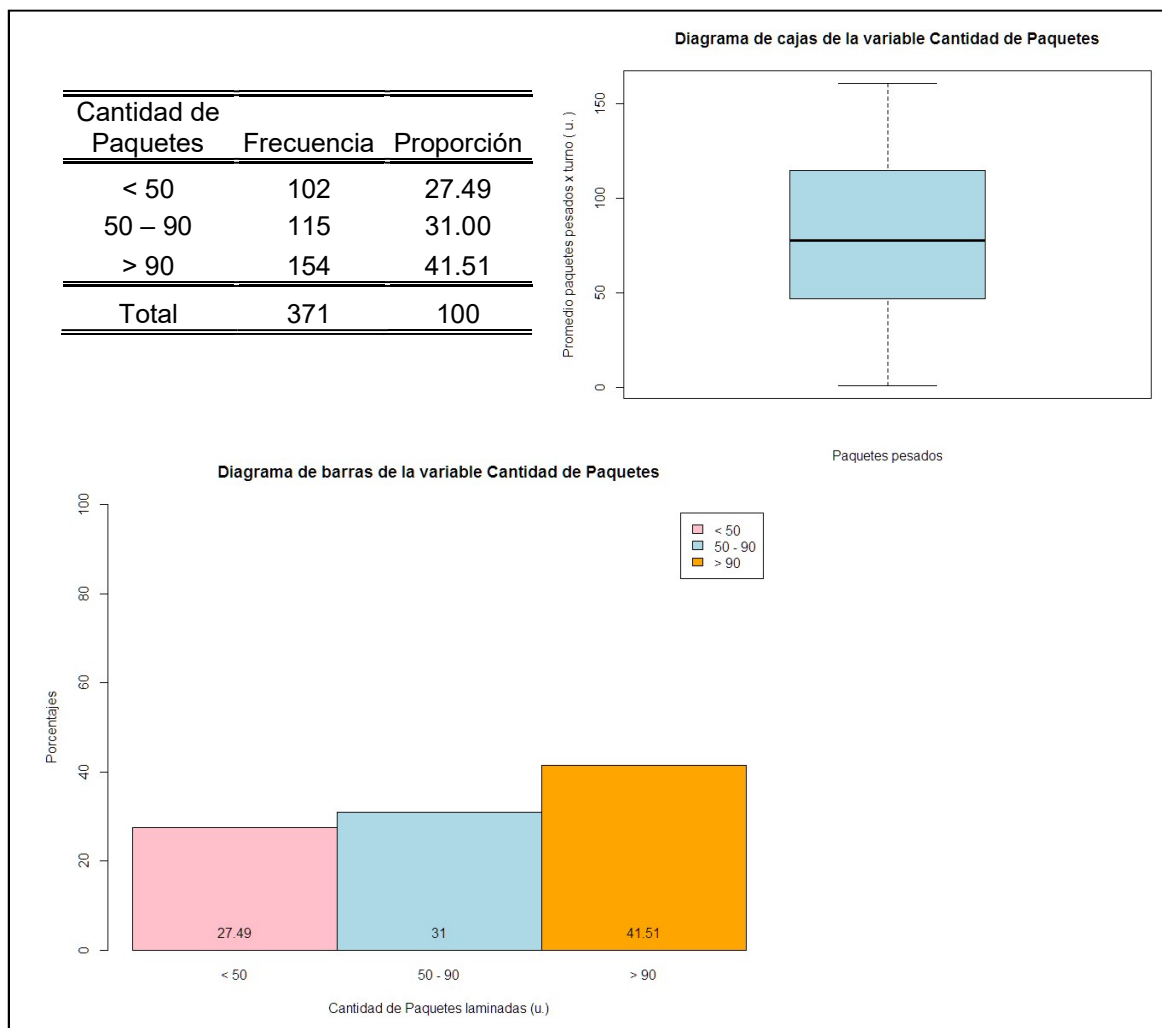 Cantidad de
Paquetes Frecuencia Proporción
< 50 102 27.49
50 – 90 115 31.00
> 90 154 41.51
Total 371 100
Diagrama de cajas de la variable Cantidad de Paquetes
Promedio paquetes pesados x turno ( u. )
150
100
50
0
Paquetes pesados
Diagrama de barras de la variable Cantidad de Paquetes
Porcentajes
100
80
60
40
20
0
< 50
50 - 90
> 90
27.49 31 41.51
< 50 50 - 90 > 90
Cantidad de Paquetes laminadas (u.)